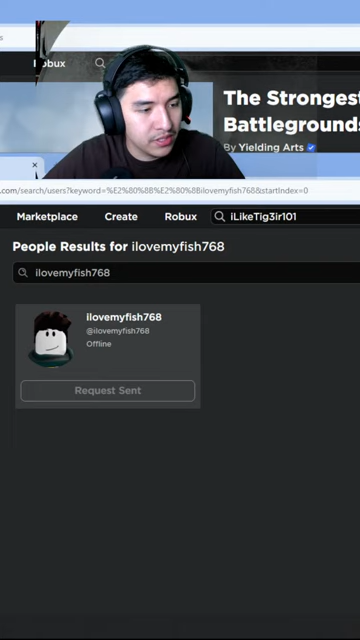 s
Robux
The Strongest
Battlegrounds
By Yielding Arts
.com/search/users?keyword=%E2%80%8B%E2%80%8Bilovemyfish768&startIndex=0
Marketplace Create Robux iLikeTig3ir101
People Results for ilovemyfish768
ilovemyfish768
ilovemyfish768
@ilovemyfish768
Offline
Request Sent